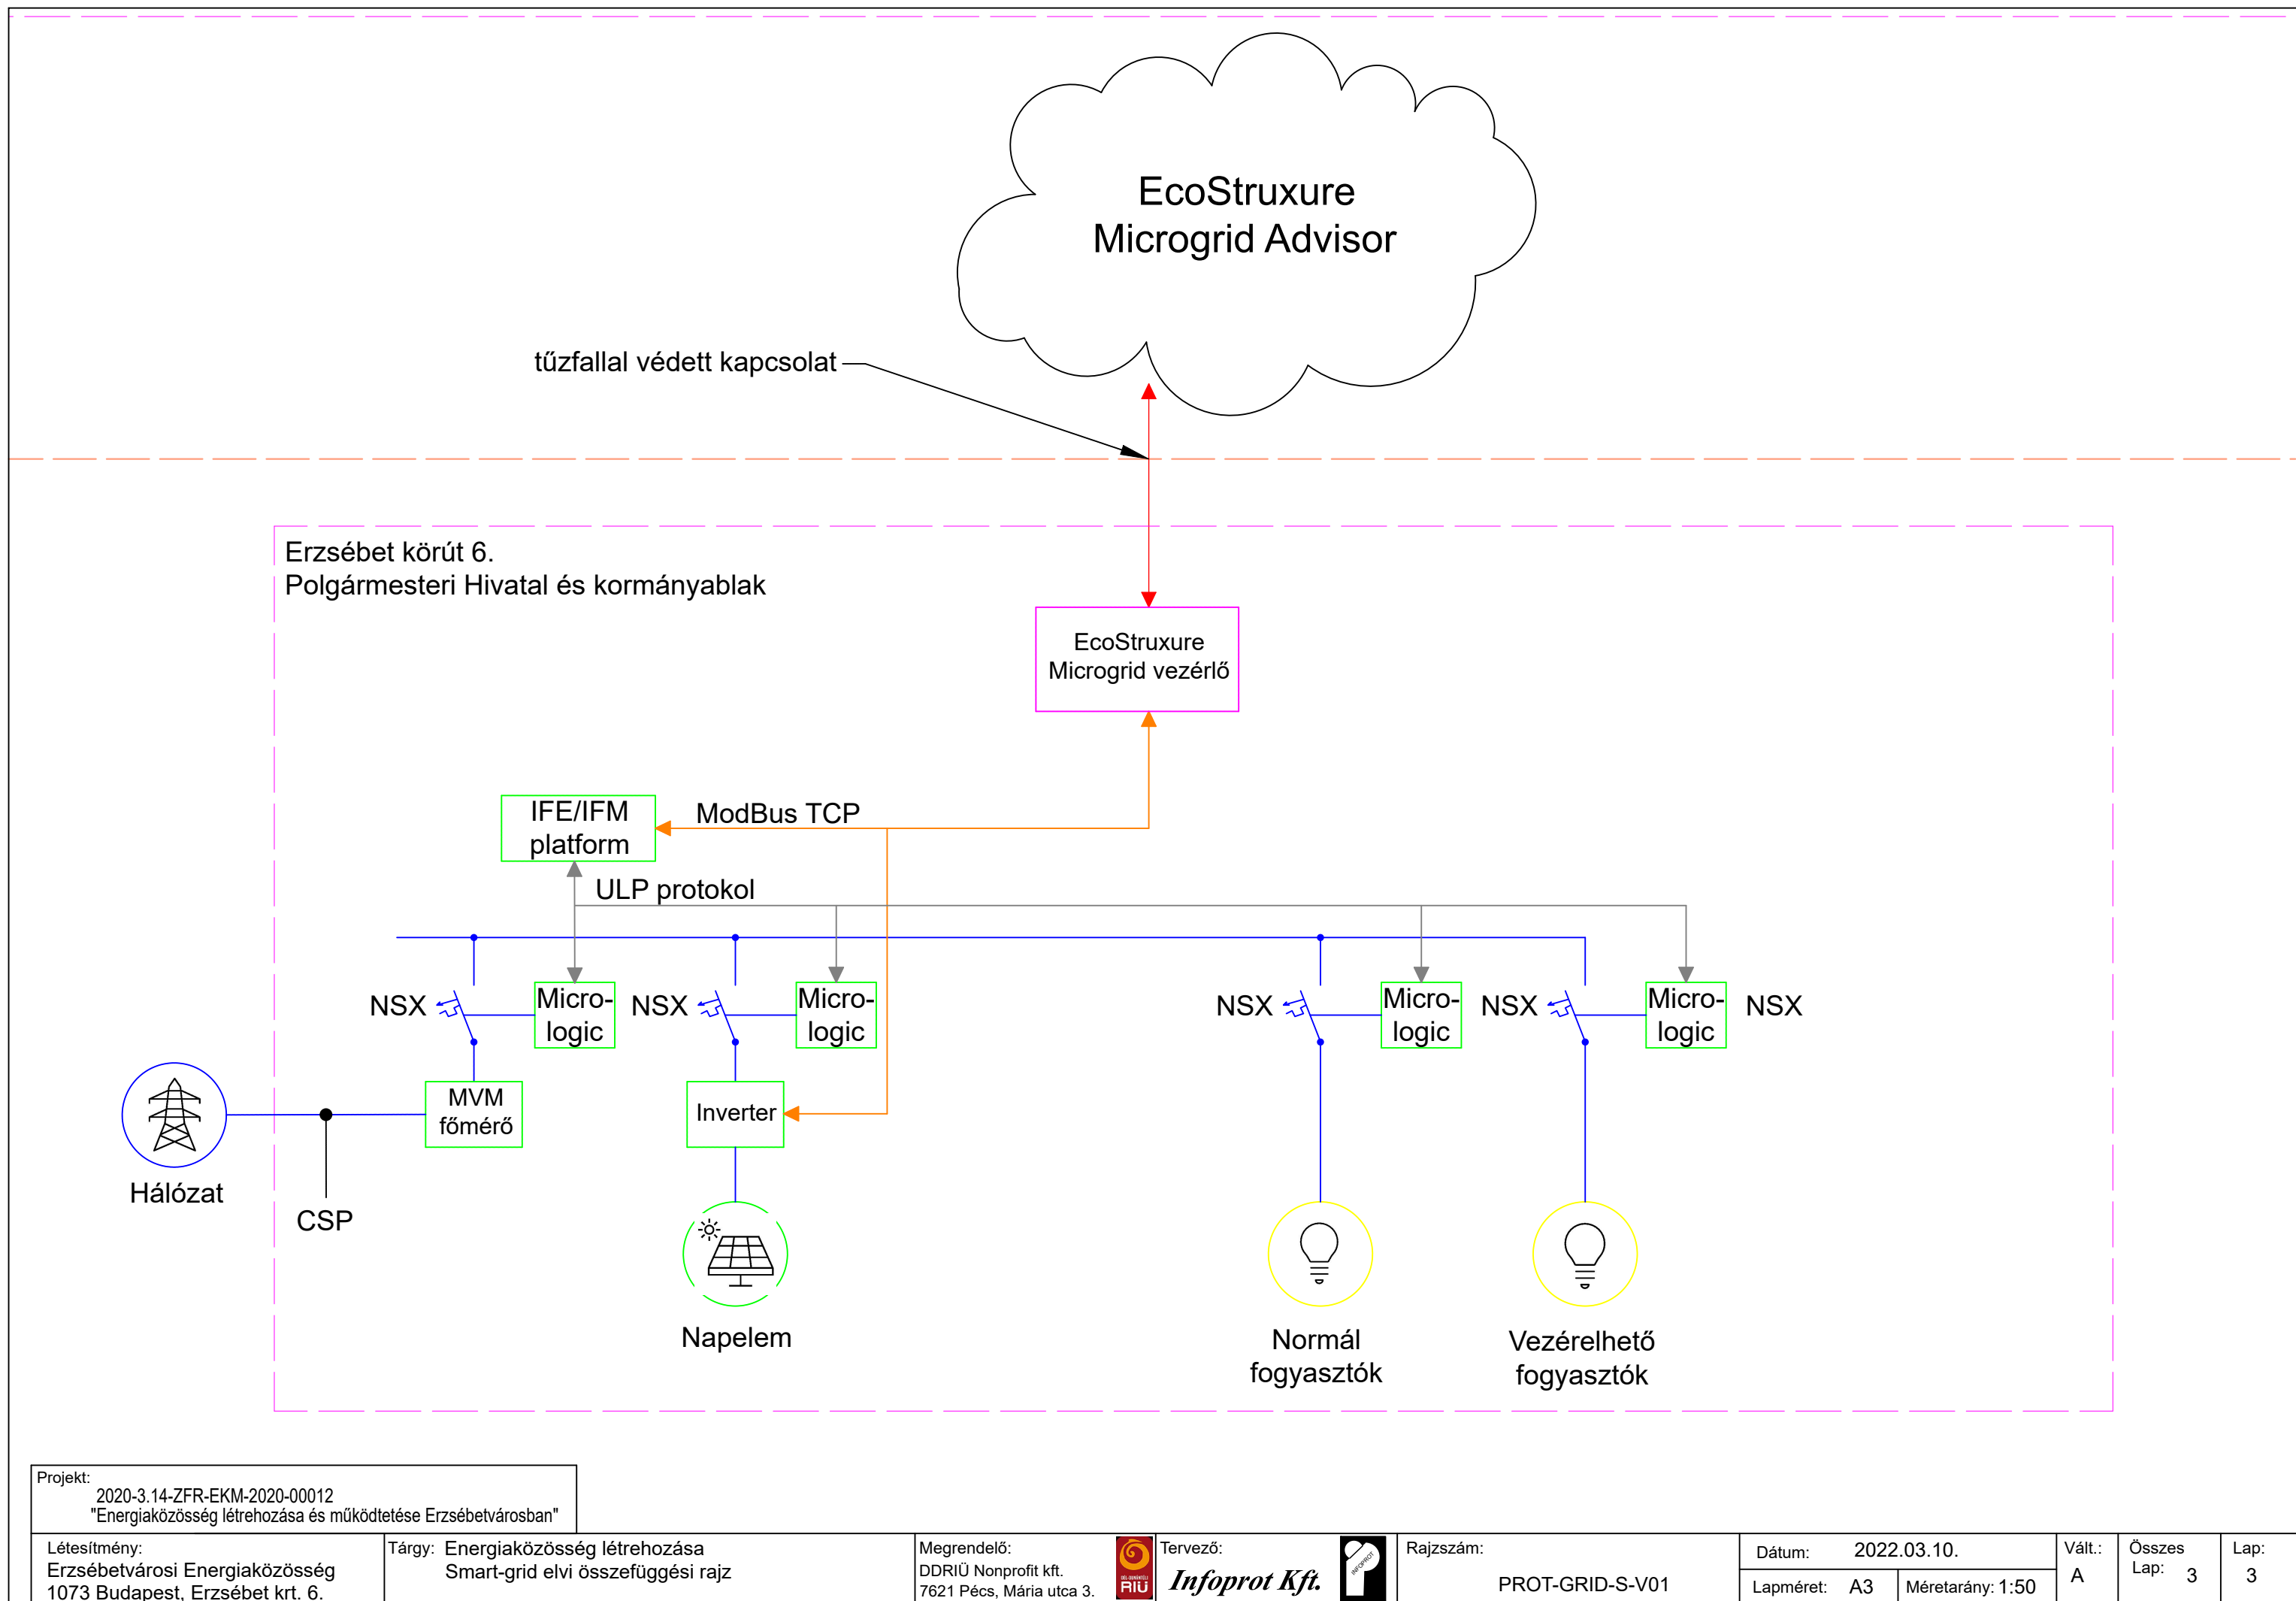 EcoStruxure
Microgrid Advisor
tűzfallal védett kapcsolat
Erzsébet körút 6.
Polgármesteri Hivatal és kormányablak
EcoStruxure
Microgrid vezérlő
IFE/IFM
platform
ModBus TCP
ULP protokol
NSX
Micro-
logic
NSX
Micro-
logic
NSX
Micro-
logic
NSX
Micro-
logic
NSX
MVM
főmérő
Inverter
Hálózat
CSP
Napelem
Normál
fogyasztók
Vezérelhető
fogyasztók
Projekt:
2020-3.14-ZFR-EKM-2020-00012
"Energiaközösség létrehozása és működtetése Erzsébetvárosban"
Létesítmény:
Erzsébetvárosi Energiaközösség
1073 Budapest, Erzsébet krt. 6.
Tárgy: Energiaközösség létrehozása
Smart-grid elvi összefüggési rajz
Megrendelő:
DDRIÜ Nonprofit kft.
7621 Pécs, Mária utca 3.
RIÜ
Tervező:
Infoprot Kft.
INFOPROT
Rajzszám:
PROT-GRID-S-V01
Dátum: 2022.03.10.
Lapméret: A3
Méretarány: 1:50
Vált.:
A
Összes
Lap: 3
Lap:
3